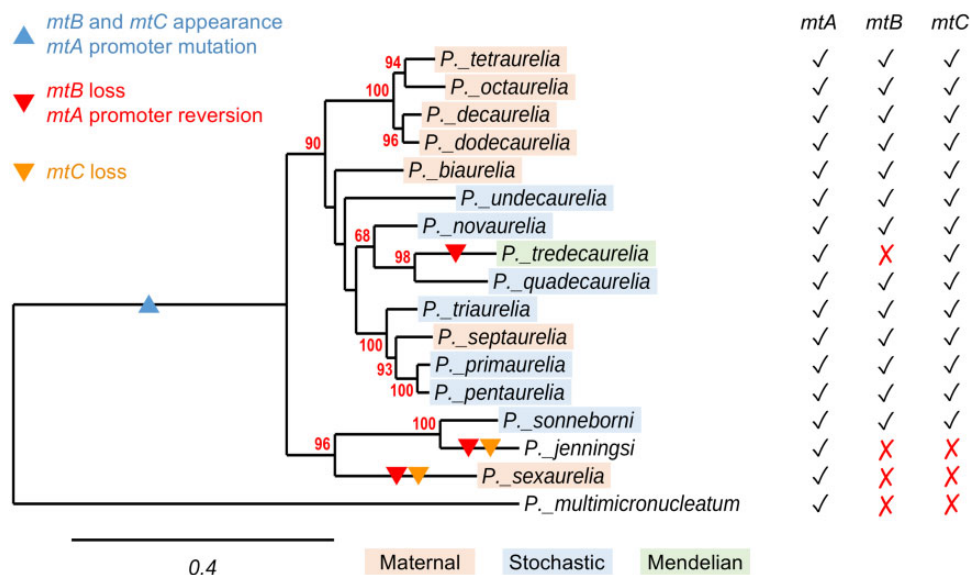 mtB and mtC appearance
mtA promoter mutation
mtB loss
mtA promoter reversion
mtC loss
mtA mtB mtC
94 P._tetraurelia ✓ ✓ ✓
P._octaurelia ✓ ✓ ✓
100
P._decaurelia ✓ ✓ ✓
96 P._dodecaurelia ✓ ✓ ✓
90
P._biaurelia ✓ ✓ ✓
P._undecaurelia ✓ ✓ ✓
P._novaurelia ✓ ✓ ✓
68
P._tredecaurelia ✓ ✗ ✓
98
P._quadecaurelia ✓ ✓ ✓
P._triaurelia ✓ ✓ ✓
100 P._septaurelia ✓ ✓ ✓
93 P._primaurelia ✓ ✓ ✓
100 P._pentaurelia ✓ ✓ ✓
100 P._sonneborni ✓ ✓ ✓
96 P._jenningsi ✓ ✗ ✗
P._sexaurelia ✓ ✗ ✗
P._multimicronucleatum ✓ ✗ ✗
0.4
Maternal Stochastic Mendelian